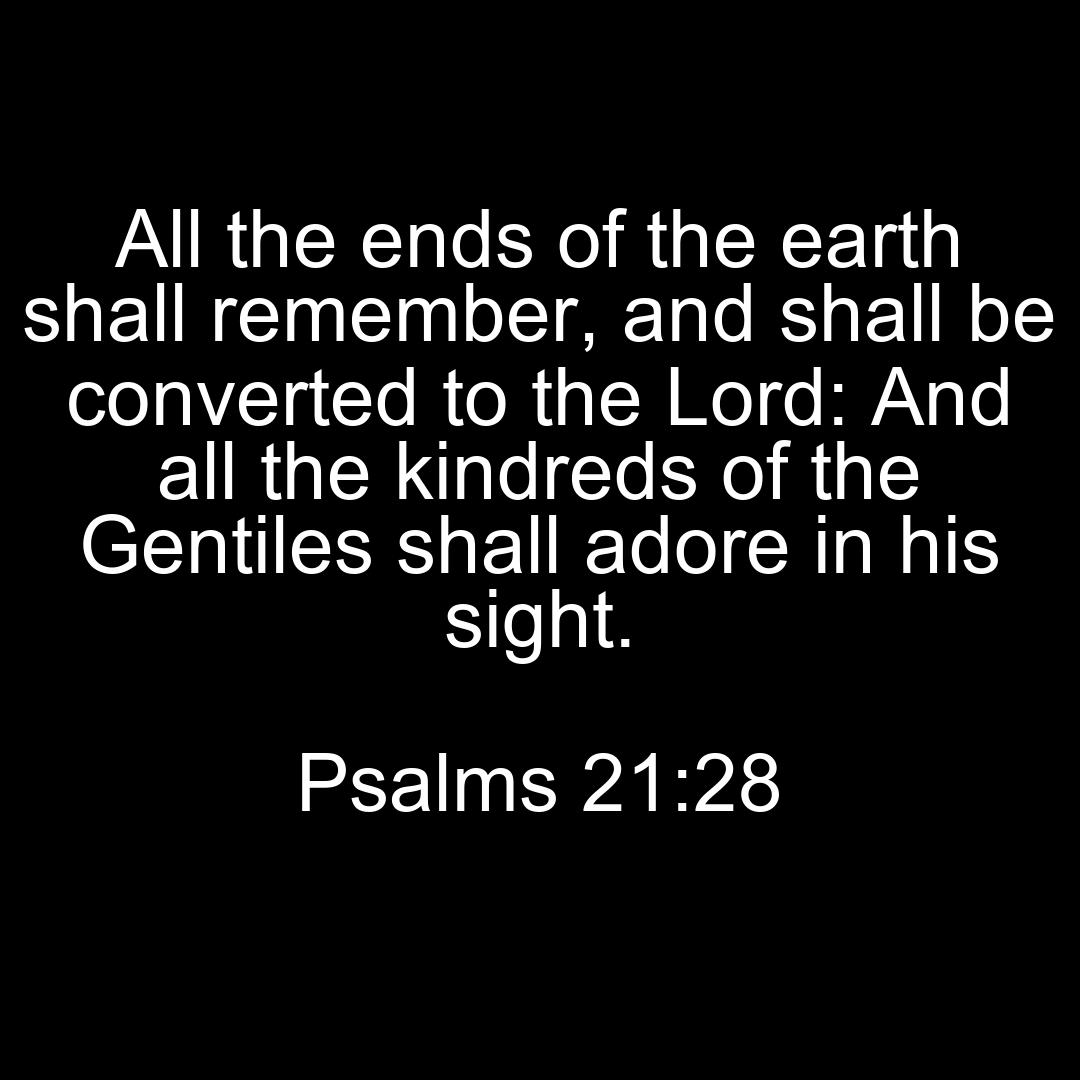 All the ends of the earth
shall remember, and shall be
converted to the Lord: And
all the kindreds of the
Gentiles shall adore in his
sight.
Psalms 21:28